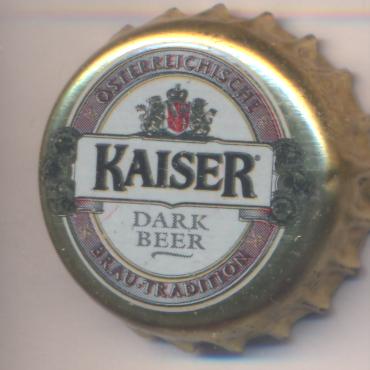 ÖSTERREICHISCHE
KAISER®
DARK
BEER
BRAU-TRADITION